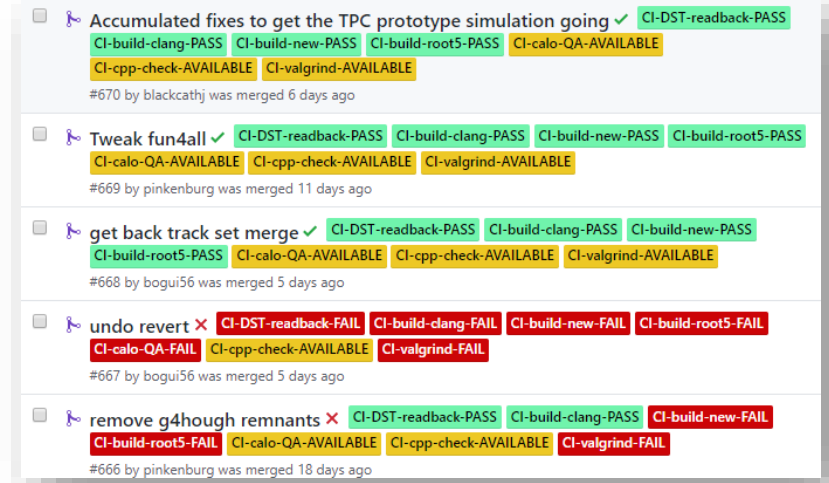 Accumulated fixes to get the TPC prototype simulation going ✓ CI-DST-readback-PASS
CI-build-clang-PASS CI-build-new-PASS CI-build-root5-PASS CI-calo-QA-AVAILABLE
CI-cpp-check-AVAILABLE CI-valgrind-AVAILABLE
#670 by blackcathj was merged 6 days ago
Tweak fun4all ✓ CI-DST-readback-PASS CI-build-clang-PASS CI-build-new-PASS CI-build-root5-PASS
CI-calo-QA-AVAILABLE CI-cpp-check-AVAILABLE CI-valgrind-AVAILABLE
#669 by pinkenburg was merged 11 days ago
get back track set merge ✓ CI-DST-readback-PASS CI-build-clang-PASS CI-build-new-PASS
CI-build-root5-PASS CI-calo-QA-AVAILABLE CI-cpp-check-AVAILABLE CI-valgrind-AVAILABLE
#668 by bogui56 was merged 5 days ago
undo revert ✕ CI-DST-readback-FAIL CI-build-clang-FAIL CI-build-new-FAIL CI-build-root5-FAIL
CI-calo-QA-FAIL CI-cpp-check-AVAILABLE CI-valgrind-FAIL
#667 by bogui56 was merged 5 days ago
remove g4hough remnants ✕ CI-DST-readback-PASS CI-build-clang-PASS CI-build-new-FAIL
CI-build-root5-FAIL CI-calo-QA-AVAILABLE CI-cpp-check-AVAILABLE CI-valgrind-FAIL
#666 by pinkenburg was merged 18 days ago